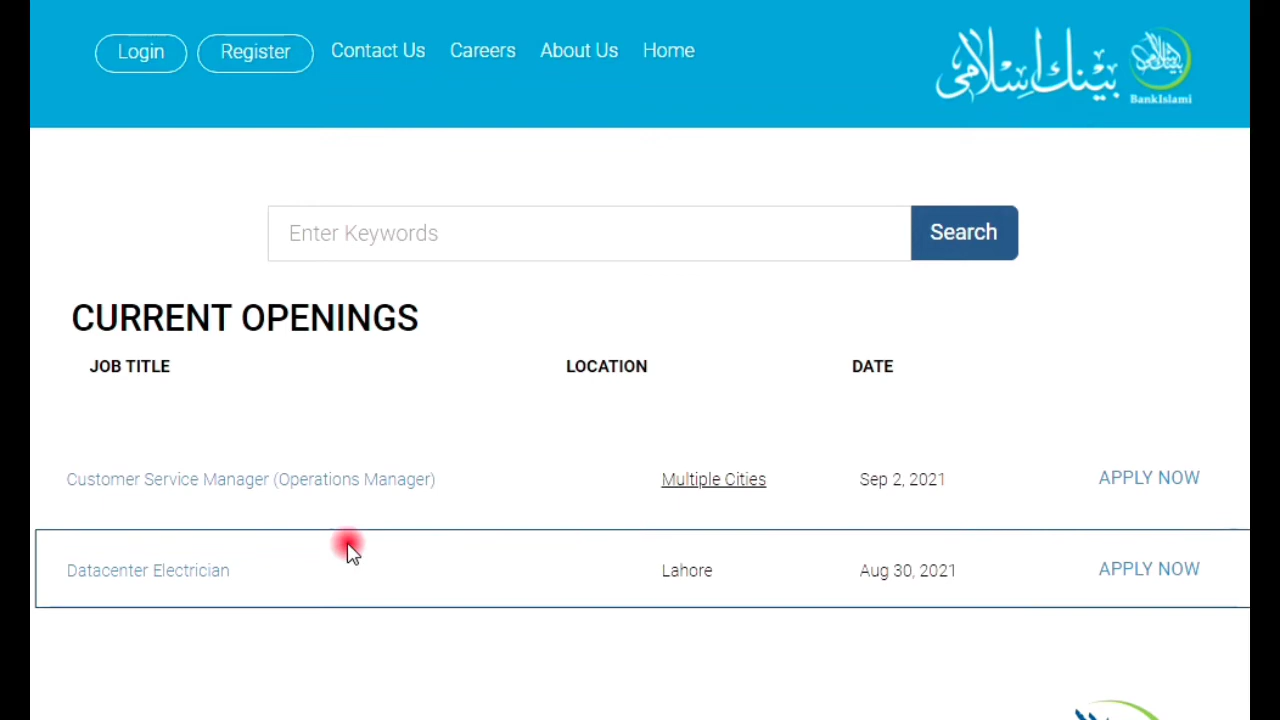 Login Register Contact Us Careers About Us Home
بینک اسلامی
BankIslami
Enter Keywords Search
CURRENT OPENINGS
JOB TITLE LOCATION DATE
Customer Service Manager (Operations Manager) Multiple Cities Sep 2, 2021 APPLY NOW
Datacenter Electrician Lahore Aug 30, 2021 APPLY NOW